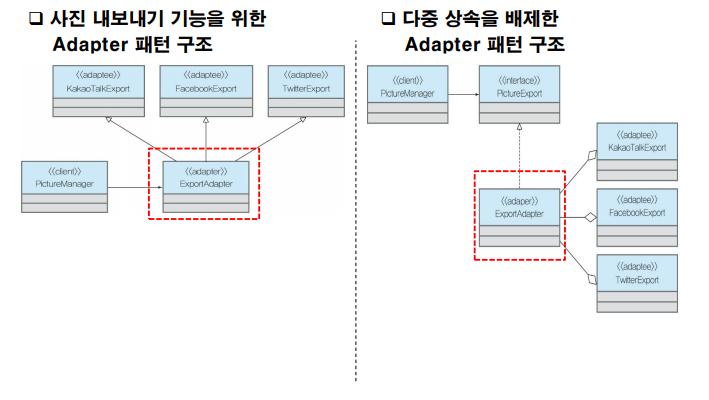 ❑ 사진 내보내기 기능을 위한
Adapter 패턴 구조
《adaptee》
KakaoTalkExport
《adaptee》
FacebookExport
《adaptee》
TwitterExport
《client》
PictureManager
《adapter》
ExportAdapter
❑ 다중 상속을 배제한
Adapter 패턴 구조
《client》
PictureManager
《interface》
PictureExport
《adaptee》
KakaoTalkExport
《adaper》
ExportAdapter
《adaptee》
FacebookExport
《adaptee》
TwitterExport